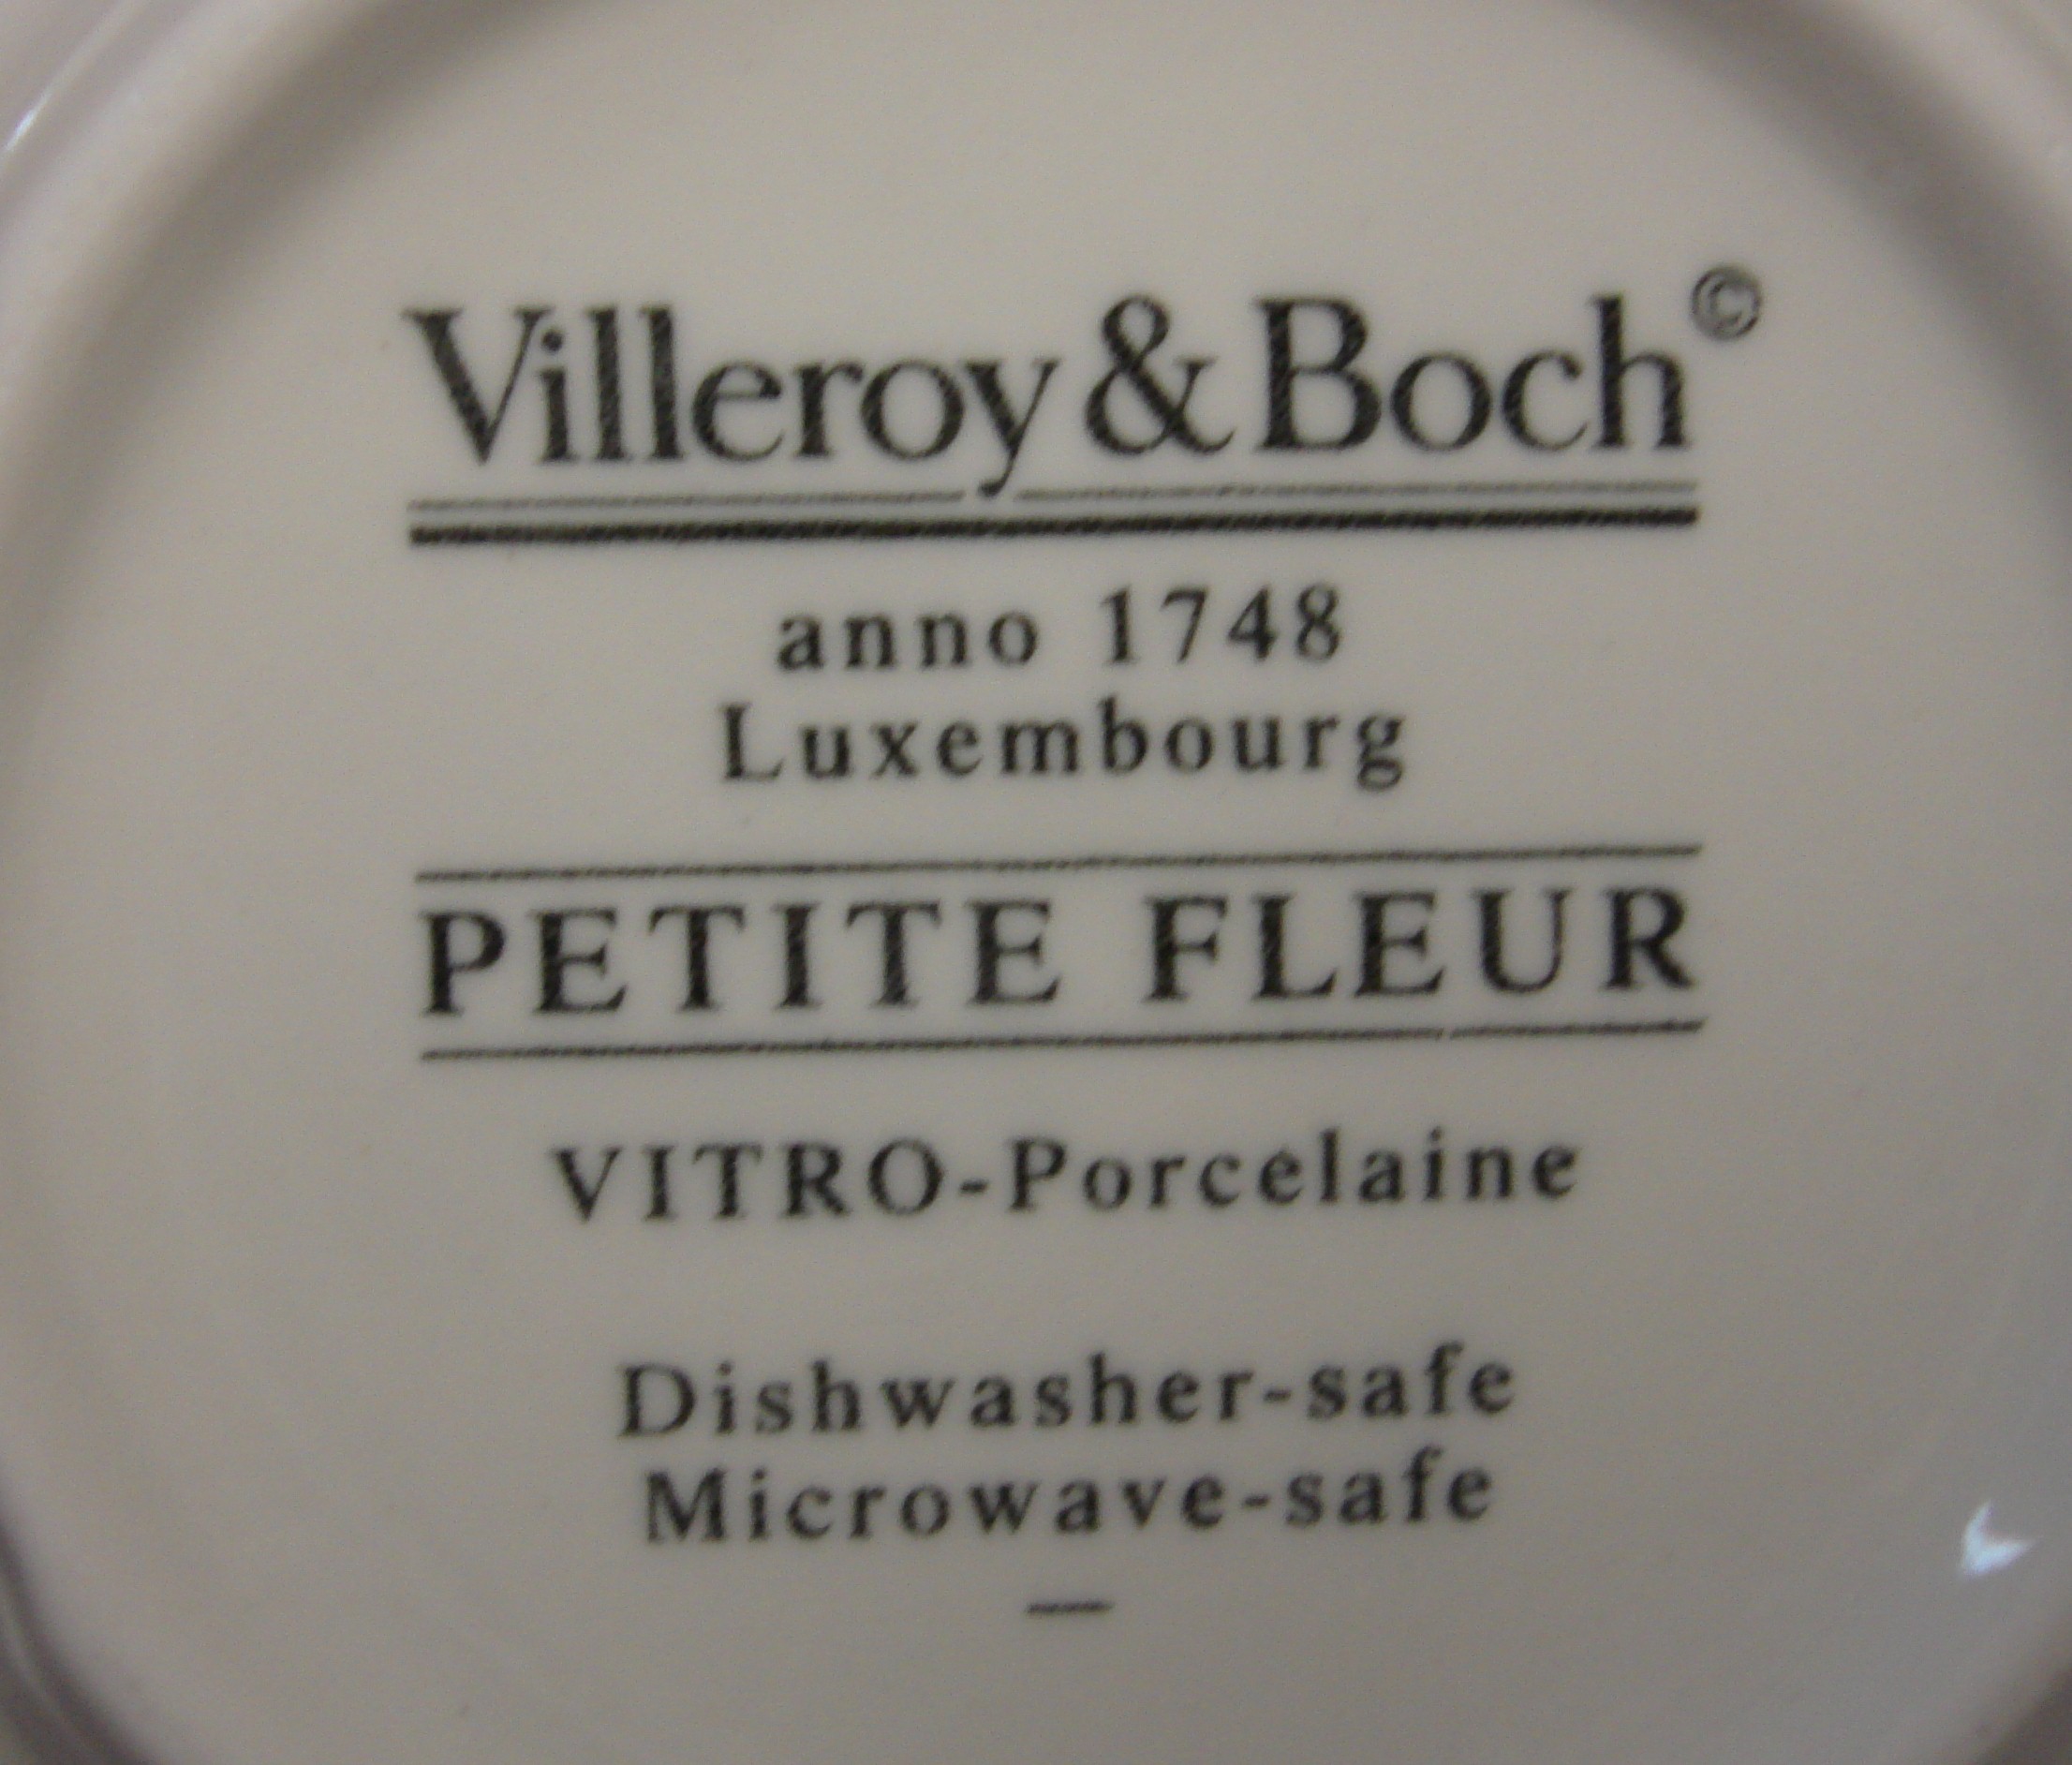 Villeroy & Boch©
anno 1748
Luxembourg
PETITE FLEUR
VITRO-Porcelaine
Dishwasher-safe
Microwave-safe